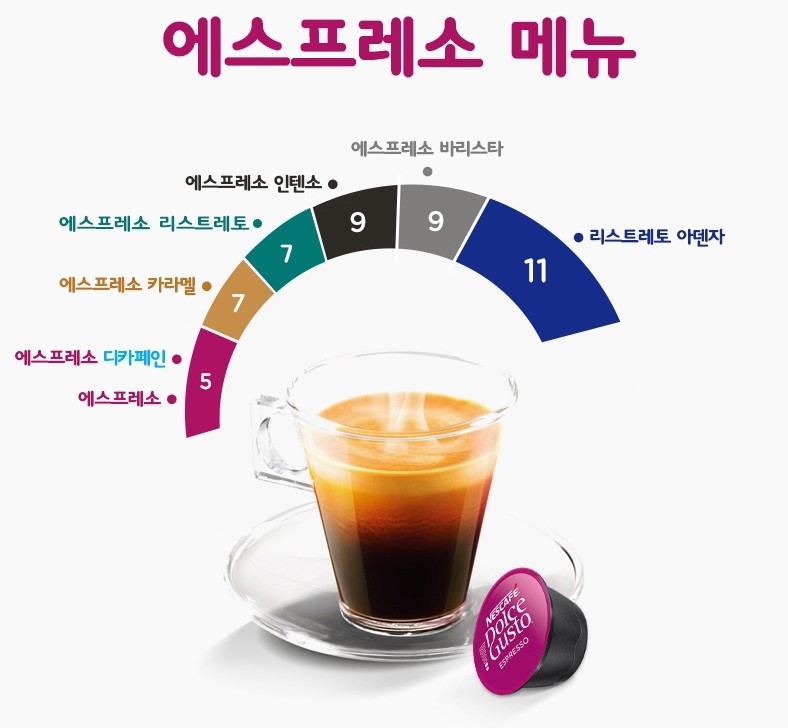 에스프레소 메뉴
에스프레소 바리스타
에스프레소 인텐소
에스프레소 리스트레토
리스트레토 아덴자
에스프레소 카라멜
에스프레소 디카페인
에스프레소
5
7
7
9
9
11
NESCAFÉ
Dolce
Gusto
ESPRESSO